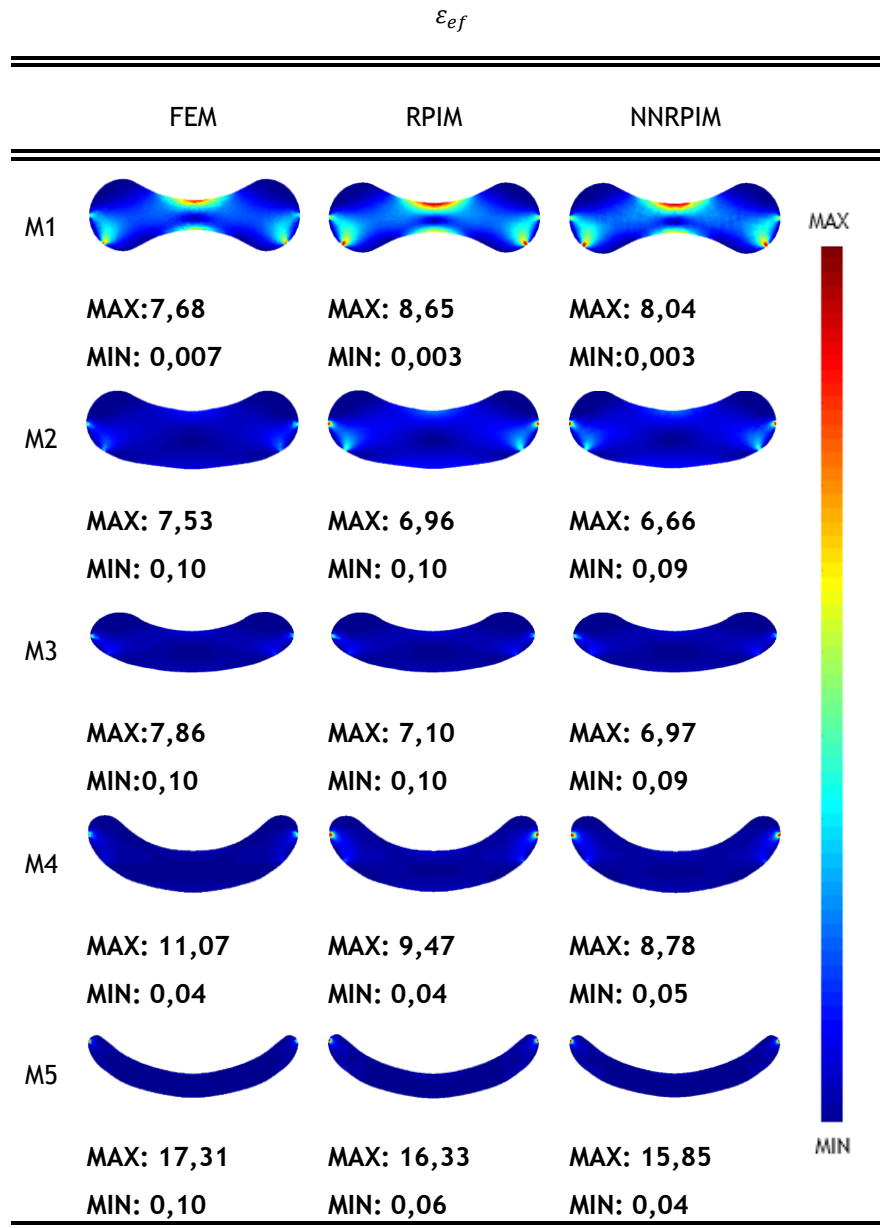 ε_ef
FEM RPIM NNRPIM
M1
MAX
MAX:7,68 MAX: 8,65 MAX: 8,04
MIN: 0,007 MIN: 0,003 MIN:0,003
M2
MAX: 7,53 MAX: 6,96 MAX: 6,66
MIN: 0,10 MIN: 0,10 MIN: 0,09
M3
MAX:7,86 MAX: 7,10 MAX: 6,97
MIN:0,10 MIN: 0,10 MIN: 0,09
M4
MAX: 11,07 MAX: 9,47 MAX: 8,78
MIN: 0,04 MIN: 0,04 MIN: 0,05
M5
MIN
MAX: 17,31 MAX: 16,33 MAX: 15,85
MIN: 0,10 MIN: 0,06 MIN: 0,04